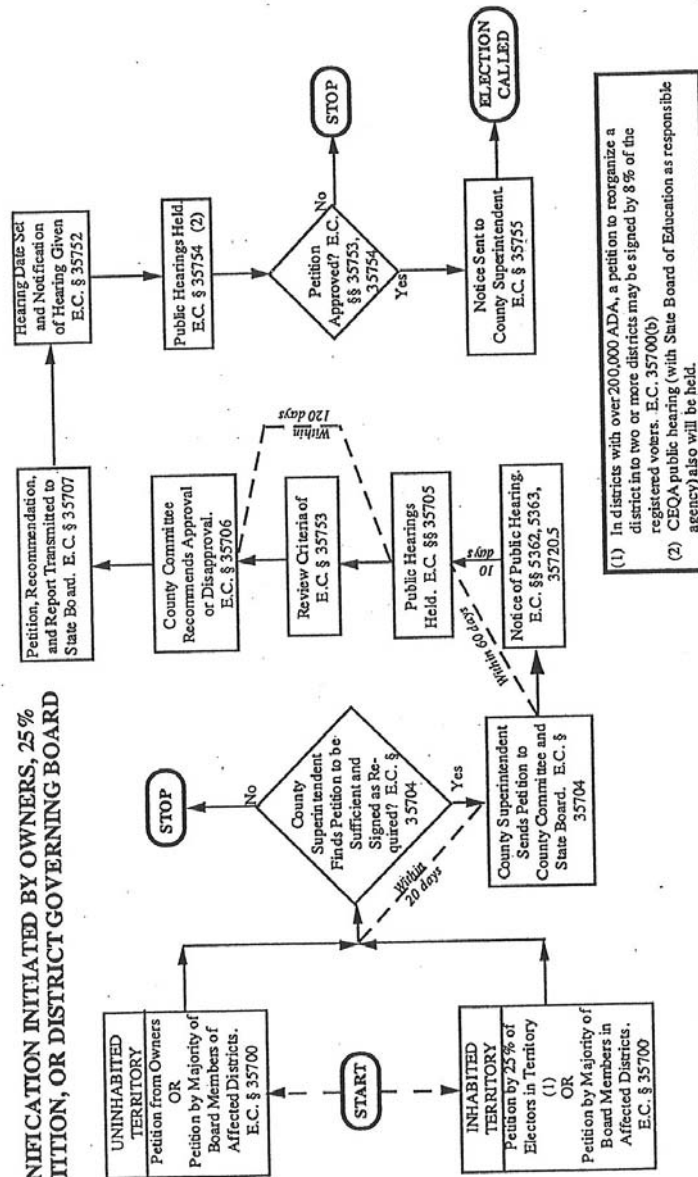 NIFICATION INITIATED BY OWNERS, 25%
TITION, OR DISTRICT GOVERNING BOARD
START
UNINHABITED
TERRITORY
Petition from Owners
OR
Petition by Majority of
Board Members of
Affected Districts.
E.C. § 35700
INHABITED
TERRITORY
Petition by 25% of
Electors in Territory
(1)
OR
Petition by Majority of
Board Members in
Affected Districts.
E.C. § 35700
STOP
No
County
Superintendent
Finds Petition to be
Sufficient and
Signed as Re-
quired? E.C. §
35704
Yes
Within
20 days
County Superintendent
Sends Petition to
County Committee and
State Board. E.C. §
35704
Within 60 days
Notice of Public Hearing.
E.C. §§ 5362, 5363,
35720.5
10
days
Public Hearings
Held. E.C. §§ 35705
Within
120 days
Review Criteria of
E.C. § 35753
County Committee
Recommends Approval
or Disapproval.
E.C. § 35706
Petition, Recommendation,
and Report Transmitted to
State Board. E.C. § 35707
Hearing Date Set
and Notification
of Hearing Given
E.C. § 35752
Public Hearings Held.
E.C. § 35754 (2)
Petition
Approved? E.C.
§§ 35753,
35754
No
STOP
Yes
Notice Sent to
County Superintendent.
E.C. § 35755
ELECTION
CALLED
(1) In districts with over 200,000 ADA, a petition to reorganize a
district into two or more districts may be signed by 8% of the
registered voters. E.C. 35700(b)
(2) CEQA public hearing (with State Board of Education as responsible
agency) also will be held.